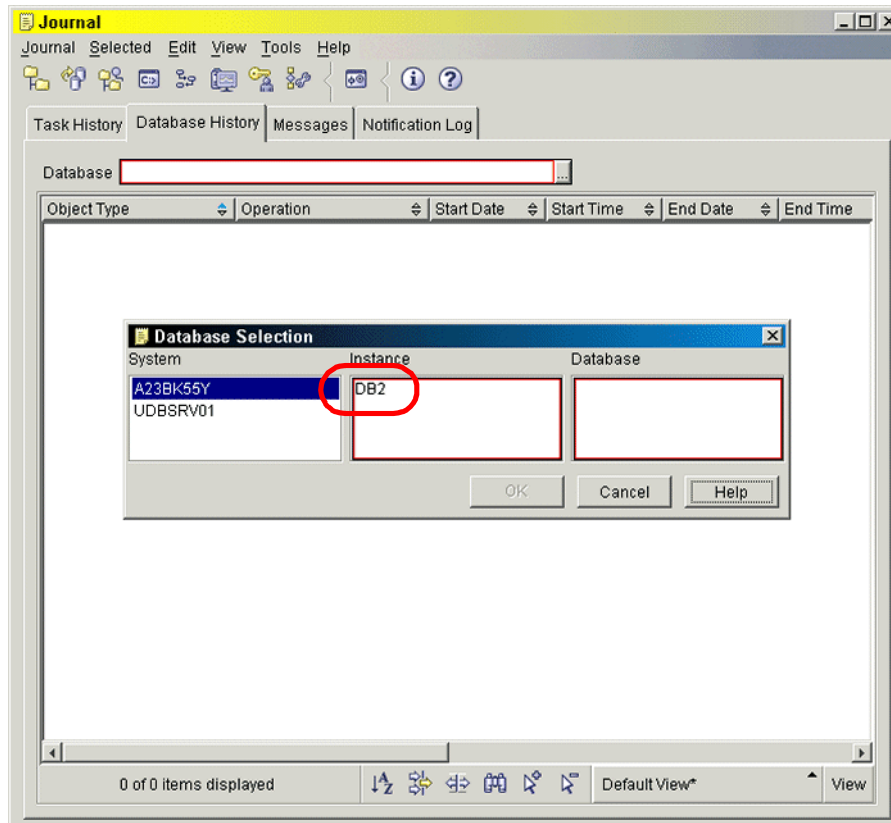 Journal
Journal Selected Edit View Tools Help
Task History Database History Messages Notification Log
Database ...
Object Type Operation Start Date Start Time End Date End Time
Database Selection
System Instance Database
A23BK55Y DB2
UDBSRV01
OK Cancel Help
0 of 0 items displayed Default View* View